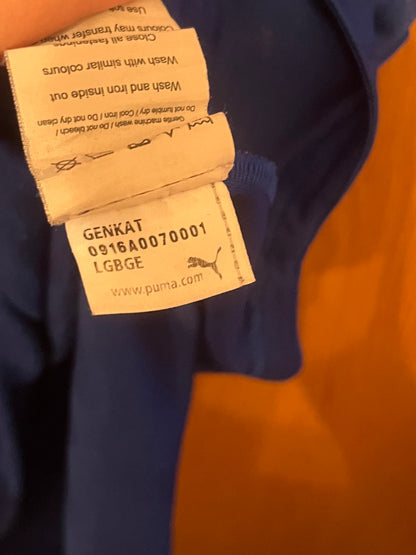 Gentle machine wash / Do not bleach /
Do not tumble dry / Cool iron / Do not dry clean
Wash and iron inside out
Wash with similar colours
Close all fastenings
Colours may transfer when
Use
GENKAT
0916A0070001
LGBGE
www.puma.com